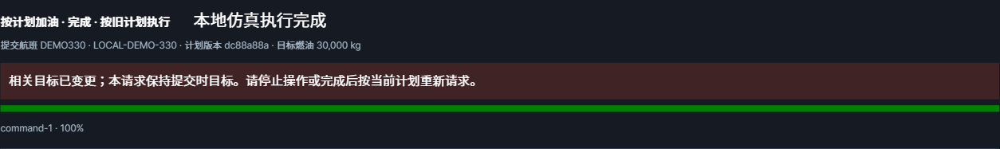 按计划加油 · 完成 · 按旧计划执行 本地仿真执行完成
提交航班 DEMO330 · LOCAL-DEMO-330 · 计划版本 dc88a88a · 目标燃油 30,000 kg
相关目标已变更；本请求保持提交时目标。请停止操作或完成后按当前计划重新请求。
command-1 · 100%